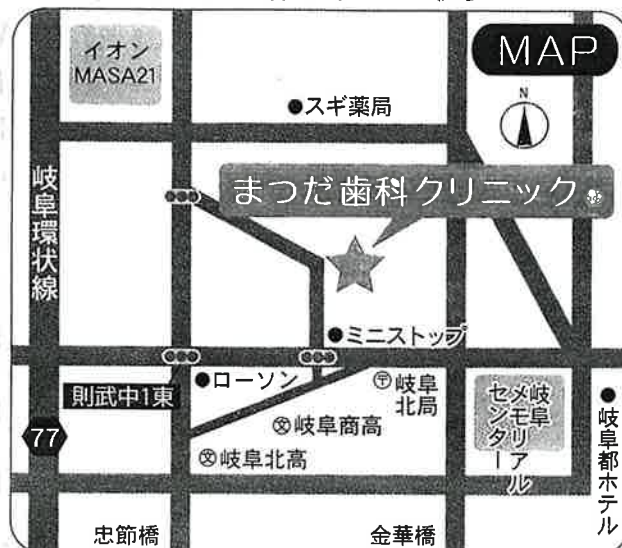 イオン
MASA21
MAP
N
●スギ薬局
岐阜環状線
まつだ歯科クリニック
●ミニストップ
●ローソン
則武中1東
〒岐阜
北局
岐阜
メモリアル
センター
●岐阜都ホテル
77
文岐阜商高
文岐阜北高
忠節橋
金華橋